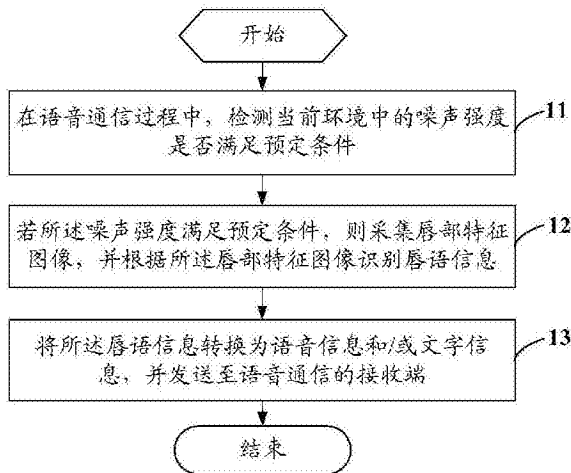 开始
在语音通信过程中，检测当前环境中的噪声强度
是否满足预定条件
11
若所述噪声强度满足预定条件，则采集唇部特征
图像，并根据所述唇部特征图像识别唇语信息
12
将所述唇语信息转换为语音信息和/或文字信
息，并发送至语音通信的接收端
13
结束